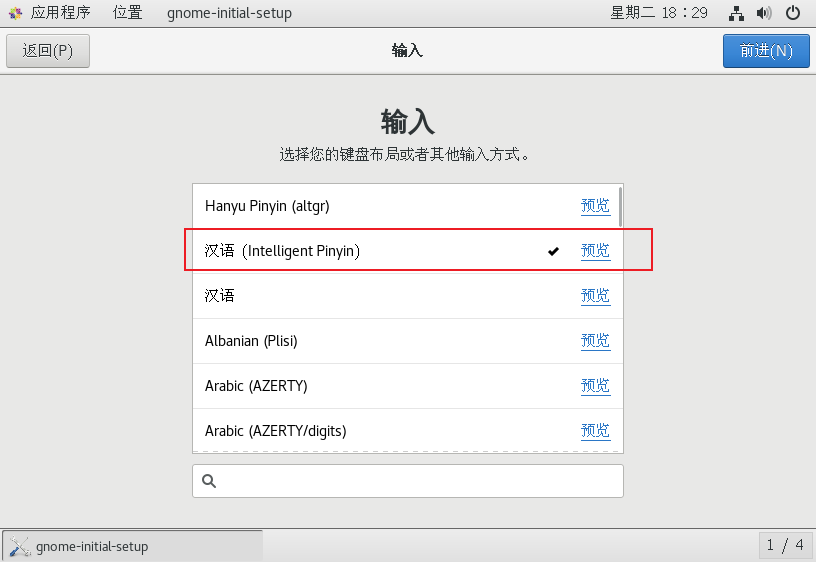 应用程序 位置 gnome-initial-setup 星期二 18：29
返回(P) 输入 前进(N)
输入
选择您的键盘布局或者其他输入方式。
Hanyu Pinyin (altgr) 预览
汉语（Intelligent Pinyin） 预览
汉语 预览
Albanian (Plisi) 预览
Arabic (AZERTY) 预览
Arabic (AZERTY/digits) 预览
gnome-initial-setup 1 / 4